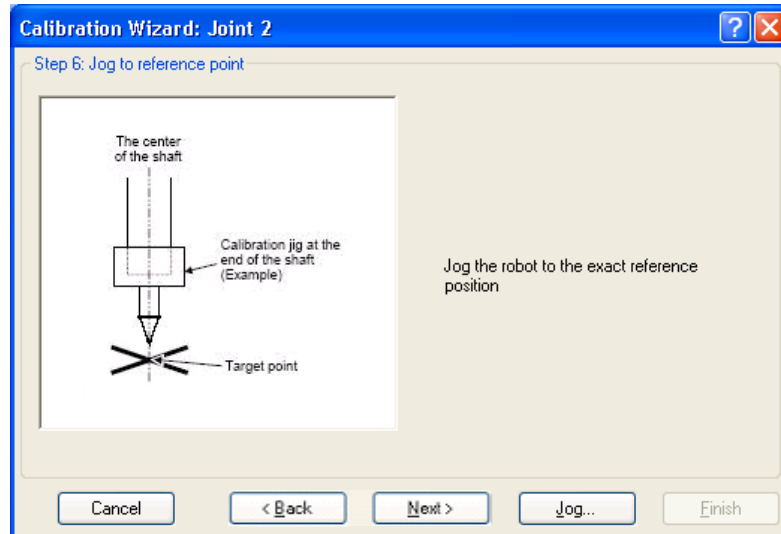 Calibration Wizard: Joint 2
Step 6: Jog to reference point
The center
of the shaft
Calibration jig at the
end of the shaft
(Example)
Target point
Jog the robot to the exact reference
position
Cancel
< Back
Next >
Jog...
Finish